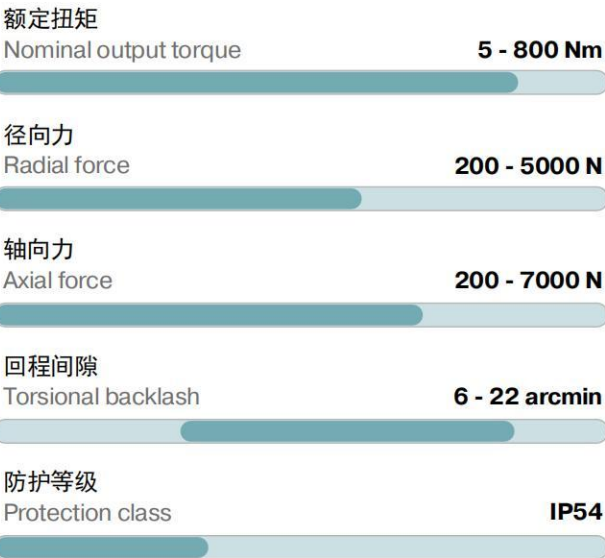 额定扭矩
Nominal output torque 5 - 800 Nm
径向力
Radial force 200 - 5000 N
轴向力
Axial force 200 - 7000 N
回程间隙
Torsional backlash 6 - 22 arcmin
防护等级
Protection class IP54